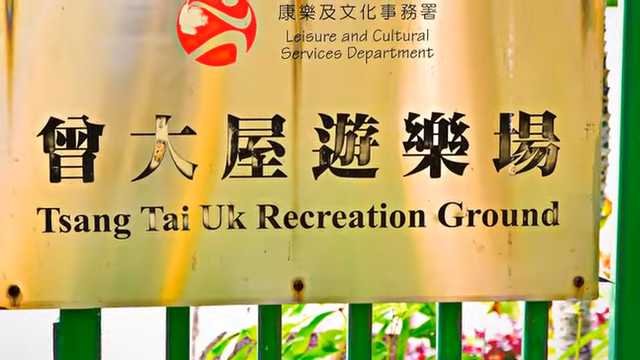 康樂及文化事務署
Leisure and Cultural
Services Department
曾大屋遊樂場
Tsang Tai Uk Recreation Ground